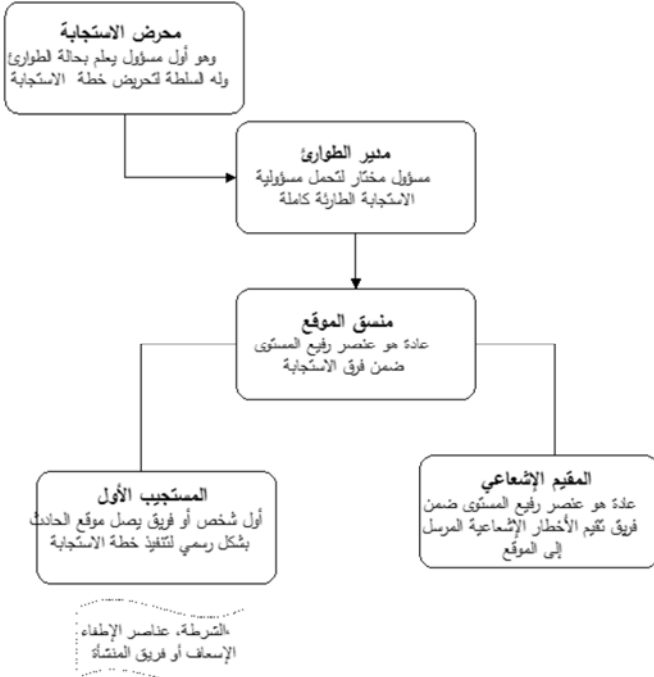 محرض الاستجابة
وهو أول مسؤول يعلم بحالة الطوارئ
وله السلطة لتحريض خطة الاستجابة
مدير الطوارئ
مسؤول مختار لتحمل مسؤولية
الاستجابة الطارئة كاملة
منسق الموقع
عادة هو عنصر رفيع المستوى
ضمن فرق الاستجابة
المستجيب الأول
أول شخص أو فريق يصل موقع الحادث
بشكل رسمي لتنفيذ خطة الاستجابة
المقيم الإشعاعي
عادة هو عنصر رفيع المستوى ضمن
فريق تقيم الأخطار الإشعاعية المرسل
إلى الموقع
الشرطة، عناصر الإطفاء،
الإسعاف أو فريق المنشأة